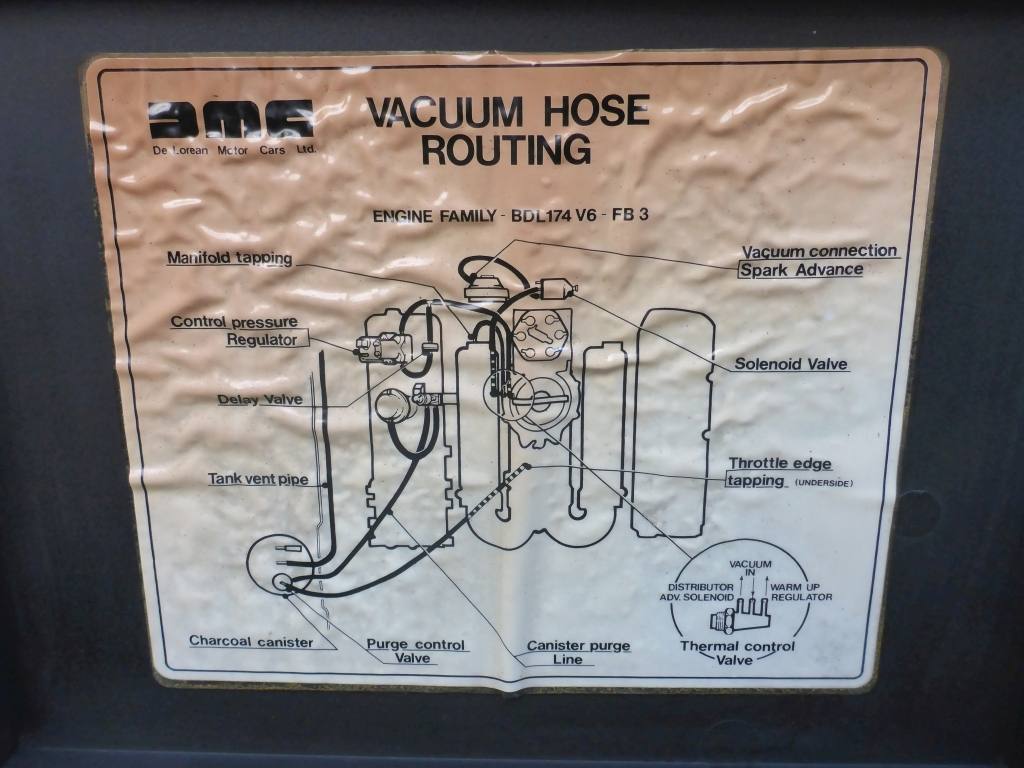 DMC
De Lorean Motor Cars Ltd.
VACUUM HOSE
ROUTING
ENGINE FAMILY - BDL174 V6 - FB 3
Manifold tapping
Vacuum connection
Spark Advance
Control pressure
Regulator
Solenoid Valve
Delay Valve
Tank vent pipe
Throttle edge
tapping (UNDERSIDE)
VACUUM
IN
DISTRIBUTOR
ADV. SOLENOID
WARM UP
REGULATOR
Thermal control
Valve
Charcoal canister
Purge control
Valve
Canister purge
Line